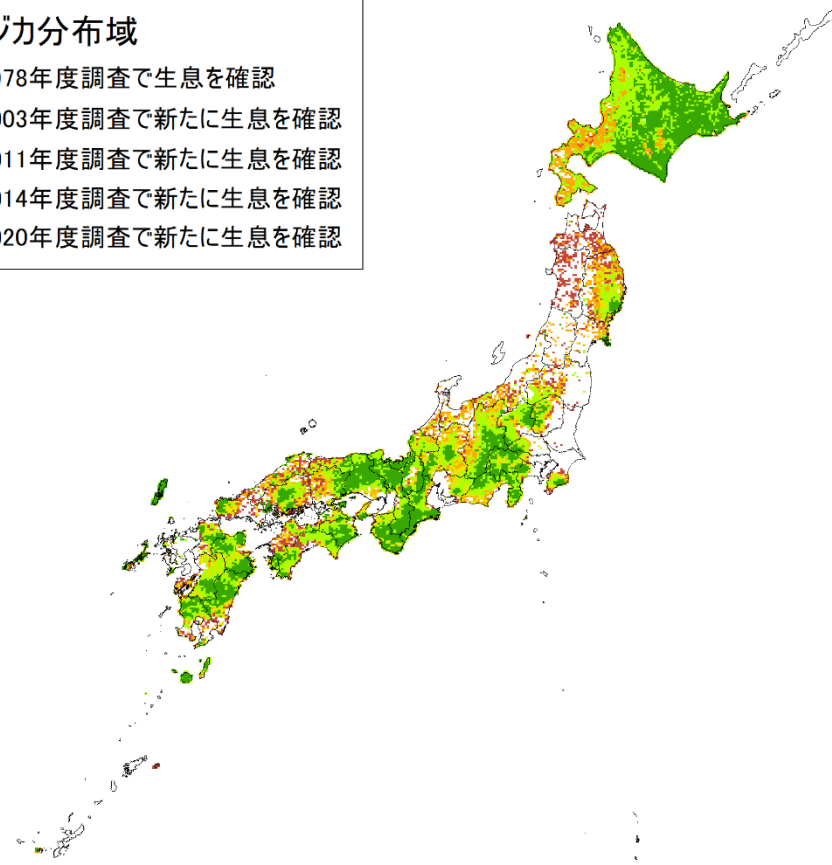 ジカ分布域
978年度調査で生息を確認
003年度調査で新たに生息を確認
011年度調査で新たに生息を確認
014年度調査で新たに生息を確認
020年度調査で新たに生息を確認